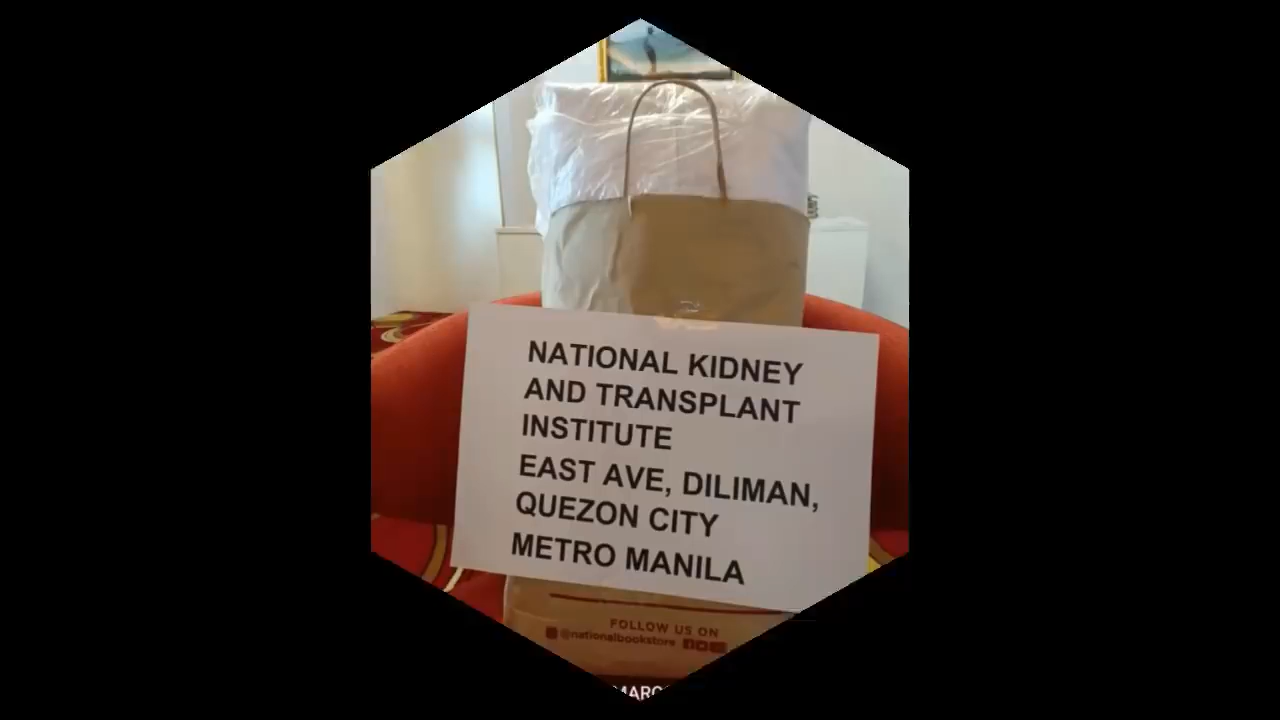 NATIONAL KIDNEY
AND TRANSPLANT
INSTITUTE
EAST AVE, DILIMAN,
QUEZON CITY
METRO MANILA
FOLLOW US ON
@nationalbookstore